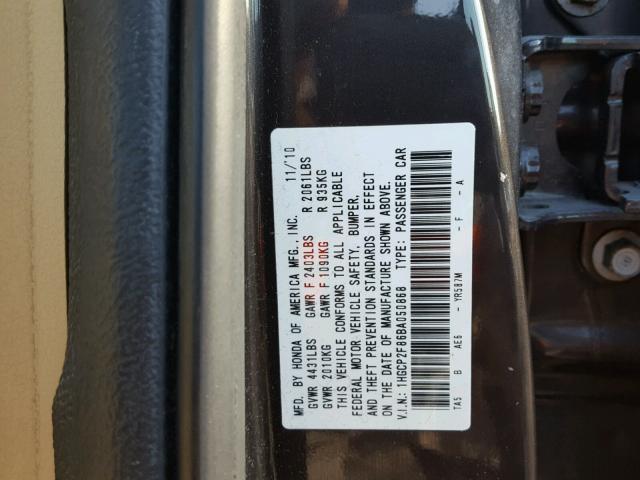 MFD. BY HONDA OF AMERICA MFG., INC. 11/10
GVWR 4431LBS GAWR F 2403LBS R 2061LBS
GVWR 2010KG GAWR F 1090KG R 935KG
THIS VEHICLE CONFORMS TO ALL APPLICABLE
FEDERAL MOTOR VEHICLE SAFETY, BUMPER,
AND THEFT PREVENTION STANDARDS IN EFFECT
ON THE DATE OF MANUFACTURE SHOWN ABOVE.
V.I.N.: 1HGCP2F86BA050868 TYPE: PASSENGER CAR
TA5 B AE6 - YR587M - F - A